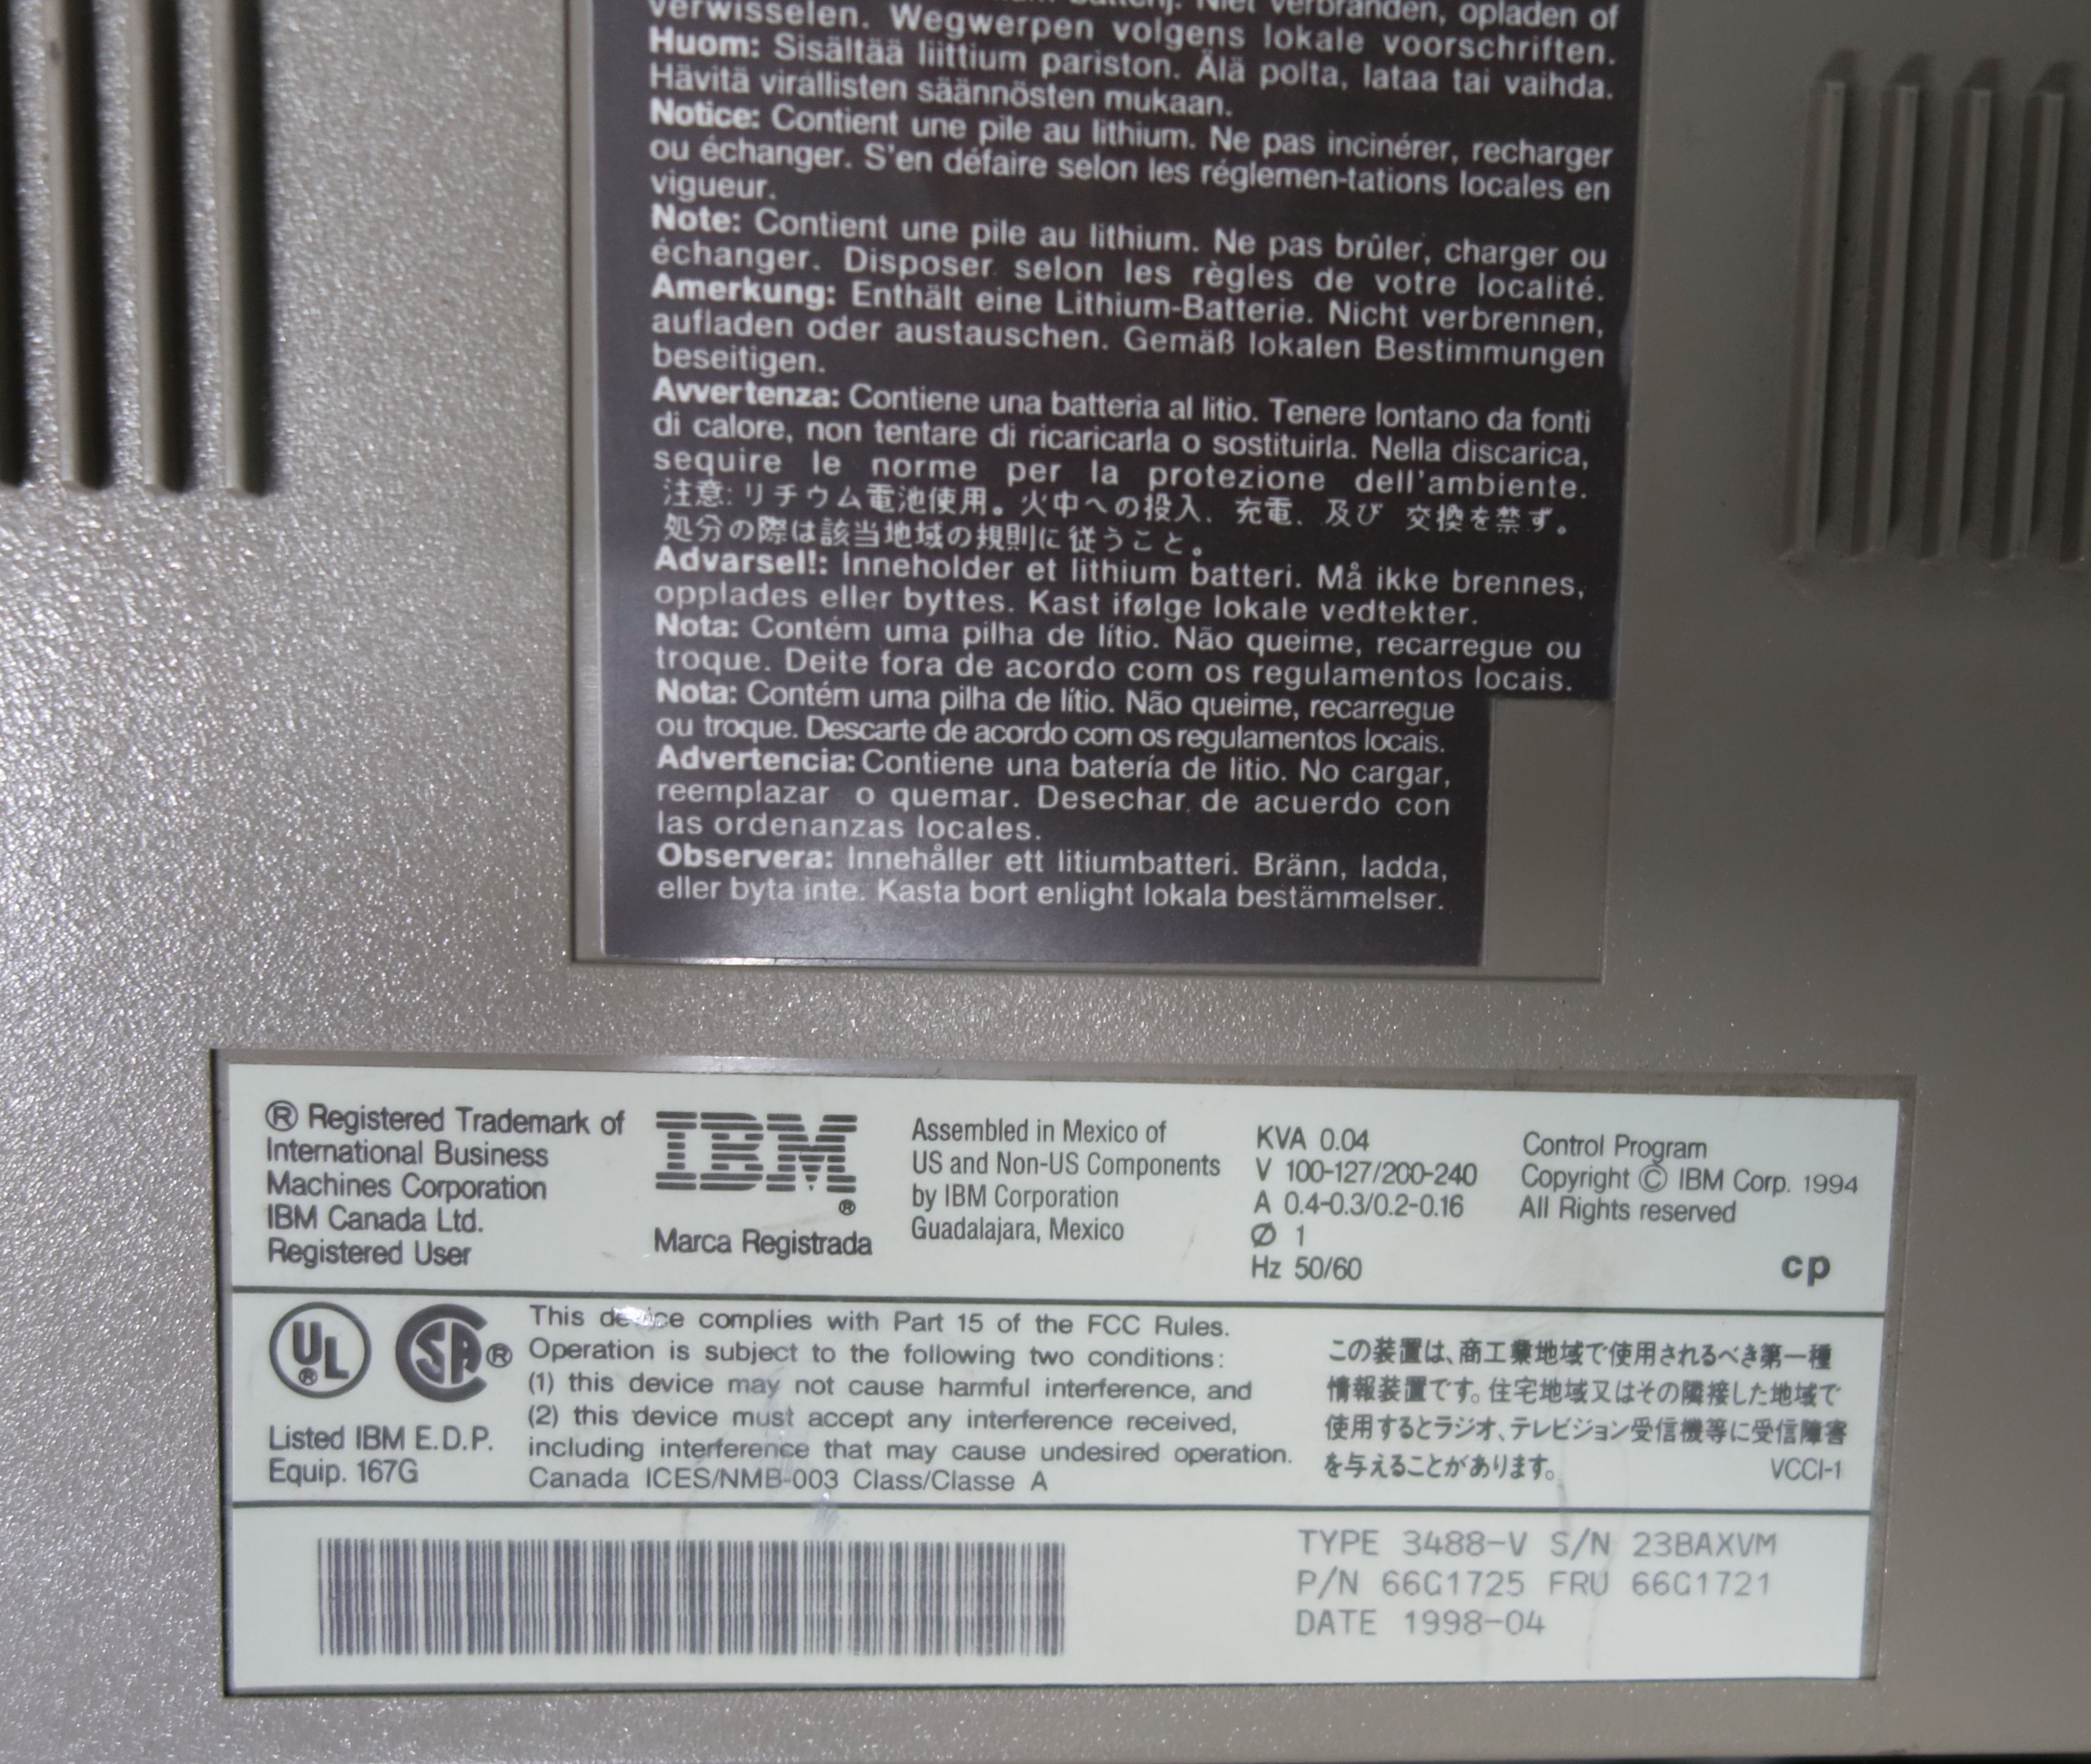 Niet verbranden, opladen of
verwisselen. Wegwerpen volgens lokale voorschriften.
Huom: Sisältää liittium pariston. Älä polta, lataa tai vaihda.
Hävitä virallisten säännösten mukaan.
Notice: Contient une pile au lithium. Ne pas incinérer, recharger
ou échanger. S'en défaire selon les réglemen-tations locales en
vigueur.
Note: Contient une pile au lithium. Ne pas brûler, charger ou
échanger. Disposer selon les règles de votre localité.
Amerkung: Enthält eine Lithium-Batterie. Nicht verbrennen,
aufladen oder austauschen. Gemäß lokalen Bestimmungen
beseitigen.
Avvertenza: Contiene una batteria al litio. Tenere lontano da fonti
di calore, non tentare di ricaricarla o sostituirla. Nella discarica,
sequire le norme per la protezione dell'ambiente.
注意: リチウム電池使用。火中への投入、充電、及び 交換を禁ず。
処分の際は該当地域の規則に従うこと。
Advarsel!: Inneholder et lithium batteri. Må ikke brennes,
opplades eller byttes. Kast ifølge lokale vedtekter.
Nota: Contém uma pilha de lítio. Não queime, recarregue ou
troque. Deite fora de acordo com os regulamentos locais.
Nota: Contém uma pilha de lítio. Não queime, recarregue
ou troque. Descarte de acordo com os regulamentos locais.
Advertencia: Contiene una batería de litio. No cargar,
reemplazar o quemar. Desechar de acuerdo con
las ordenanzas locales.
Observera: Innehåller ett litiumbatteri. Bränn, ladda,
eller byta inte. Kasta bort enlight lokala bestämmelser.
® Registered Trademark of
International Business
Machines Corporation
IBM Canada Ltd.
Registered User
IBM®
Marca Registrada
Assembled in Mexico of
US and Non-US Components
by IBM Corporation
Guadalajara, Mexico
KVA 0.04
V 100-127/200-240
A 0.4-0.3/0.2-0.16
Ø 1
Hz 50/60
Control Program
Copyright © IBM Corp. 1994
All Rights reserved
cp
UL® SA®
Listed IBM E.D.P.
Equip. 167G
This device complies with Part 15 of the FCC Rules.
Operation is subject to the following two conditions:
(1) this device may not cause harmful interference, and
(2) this device must accept any interference received,
including interference that may cause undesired operation.
Canada ICES/NMB-003 Class/Classe A
この装置は、商工業地域で使用されるべき第一種
情報装置です。住宅地域又はその隣接した地域で
使用するとラジオ、テレビジョン受信機等に受信障害
を与えることがあります。 VCCI-1
TYPE 3488-V S/N 23BAXVM
P/N 66G1725 FRU 66G1721
DATE 1998-04